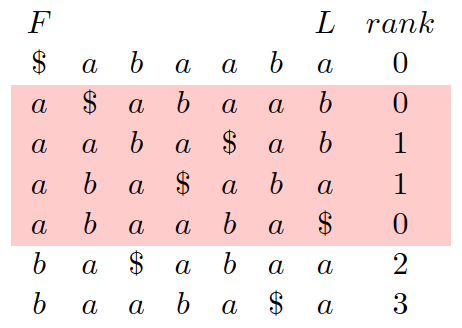 F L rank
$ a b a a b a 0
a $ a b a a b 0
a a b a $ a b 1
a b a $ a b a 1
a b a a b a $ 0
b a $ a b a a 2
b a a b a $ a 3